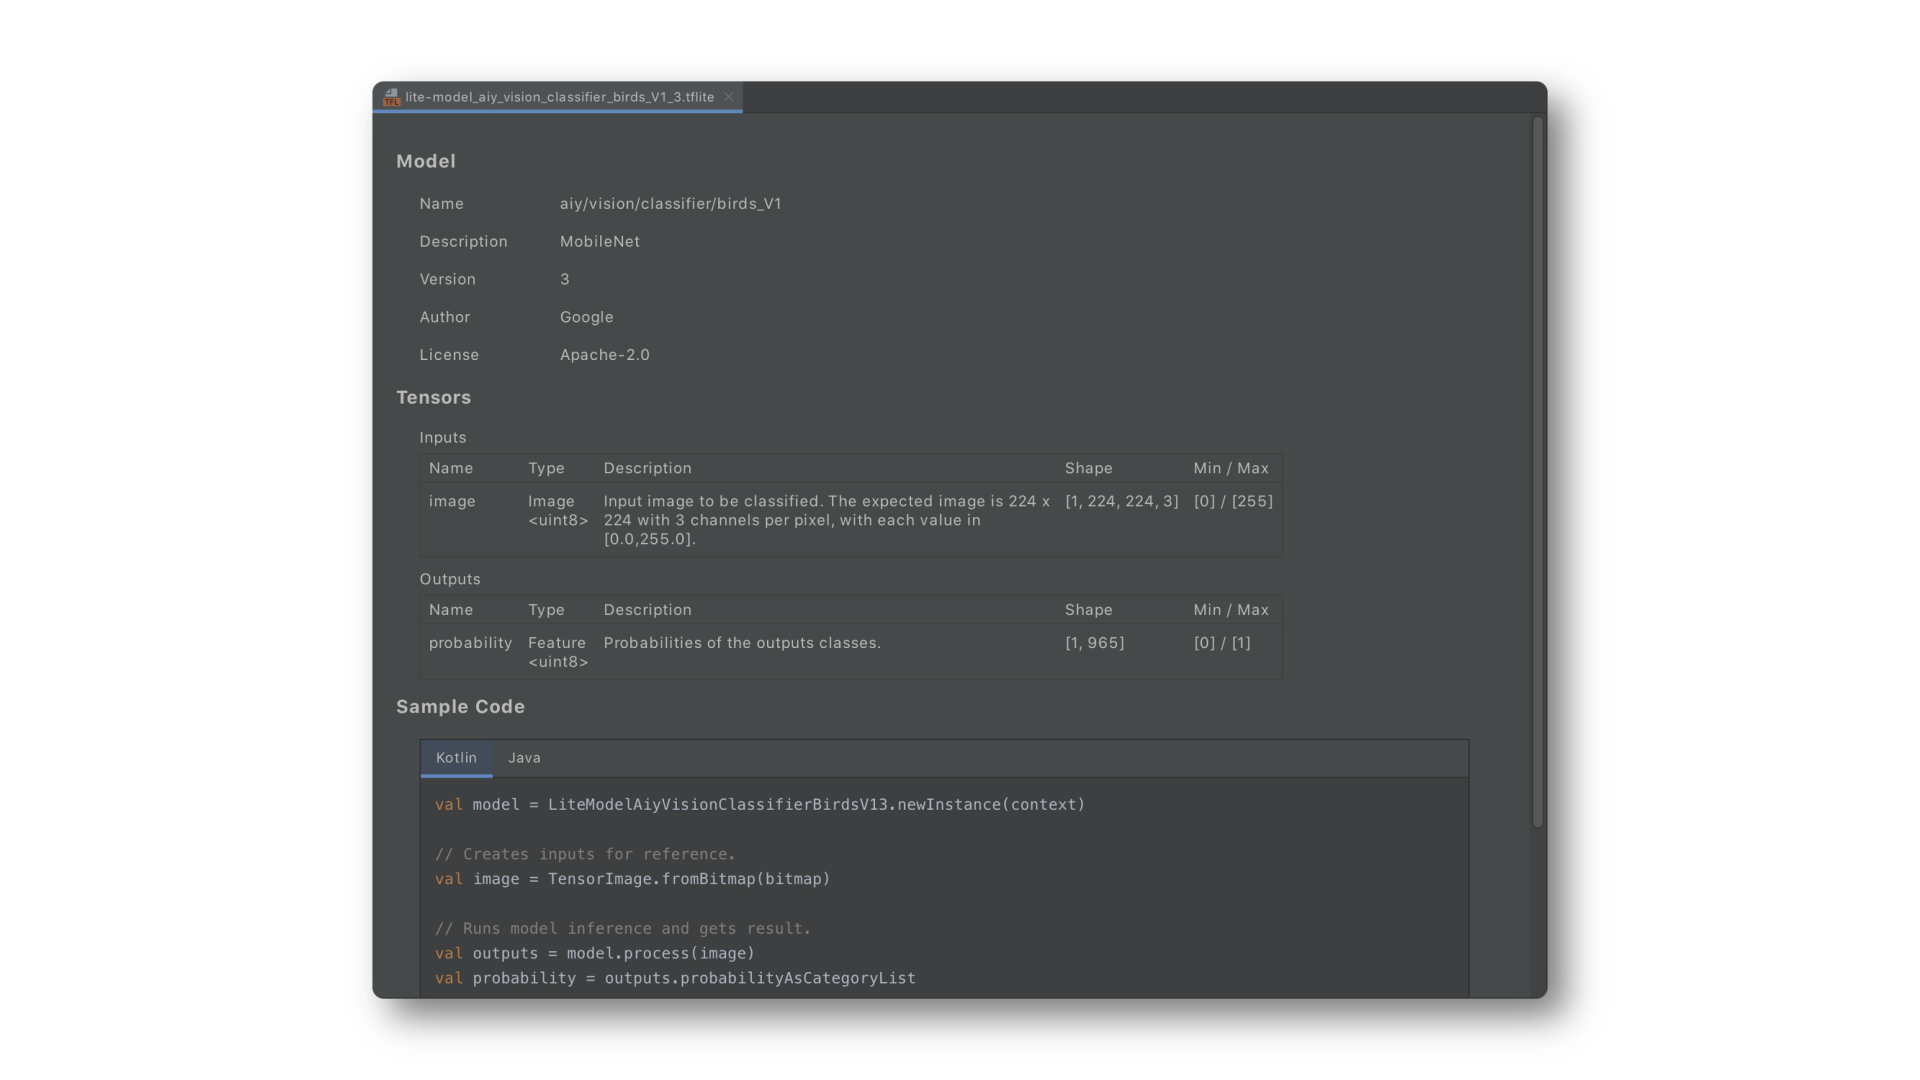 TFL lite-model_aiy_vision_classifier_birds_V1_3.tflite
Model
Name aiy/vision/classifier/birds_V1
Description MobileNet
Version 3
Author Google
License Apache-2.0
Tensors
Inputs
Name Type Description Shape Min / Max
image Image Input image to be classified. The expected image is 224 x [1, 224, 224, 3] [0] / [255]
<uint8> 224 with 3 channels per pixel, with each value in
[0.0,255.0].
Outputs
Name Type Description Shape Min / Max
probability Feature Probabilities of the outputs classes. [1, 965] [0] / [1]
<uint8>
Sample Code
Kotlin Java
val model = LiteModelAiyVisionClassifierBirdsV13.newInstance(context)
// Creates inputs for reference.
val image = TensorImage.fromBitmap(bitmap)
// Runs model inference and gets result.
val outputs = model.process(image)
val probability = outputs.probabilityAsCategoryList